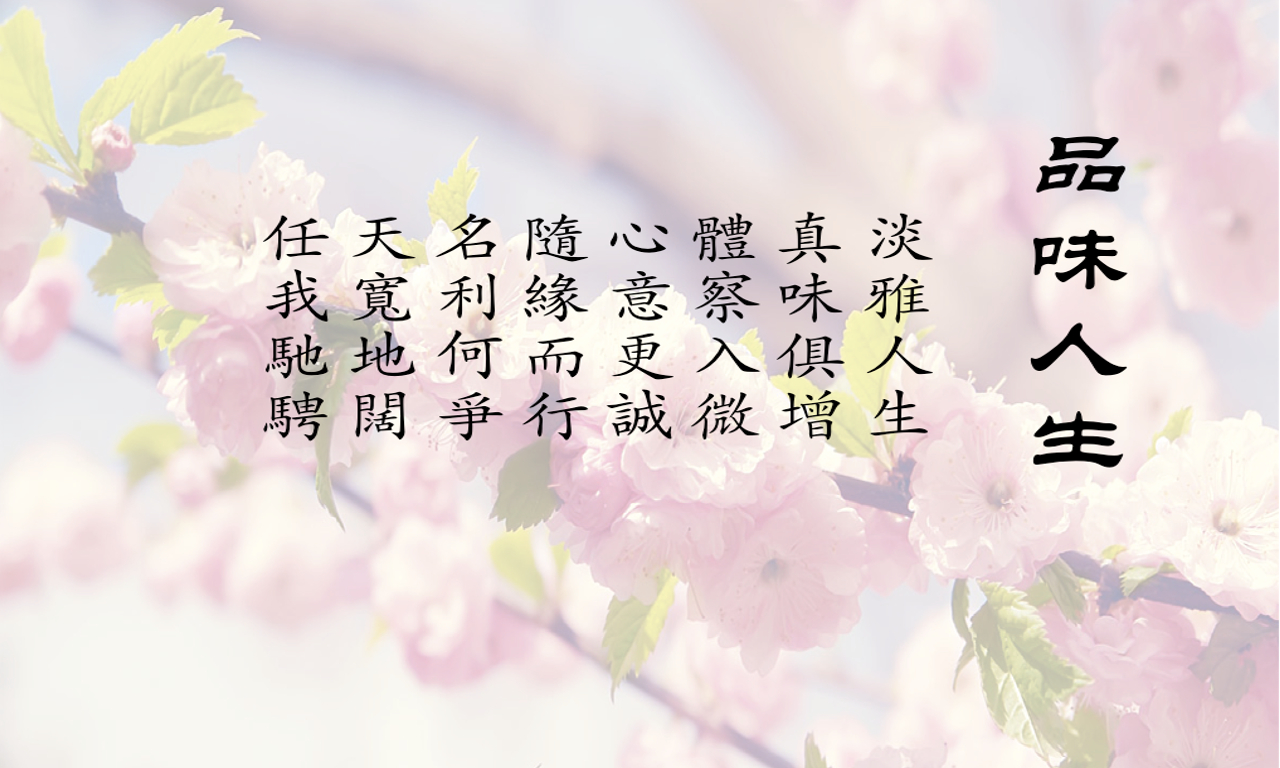 品味人生
淡雅人生
真味俱增
體察入微
心意更誠
隨緣而行
名利何爭
天寬地闊
任我馳騁